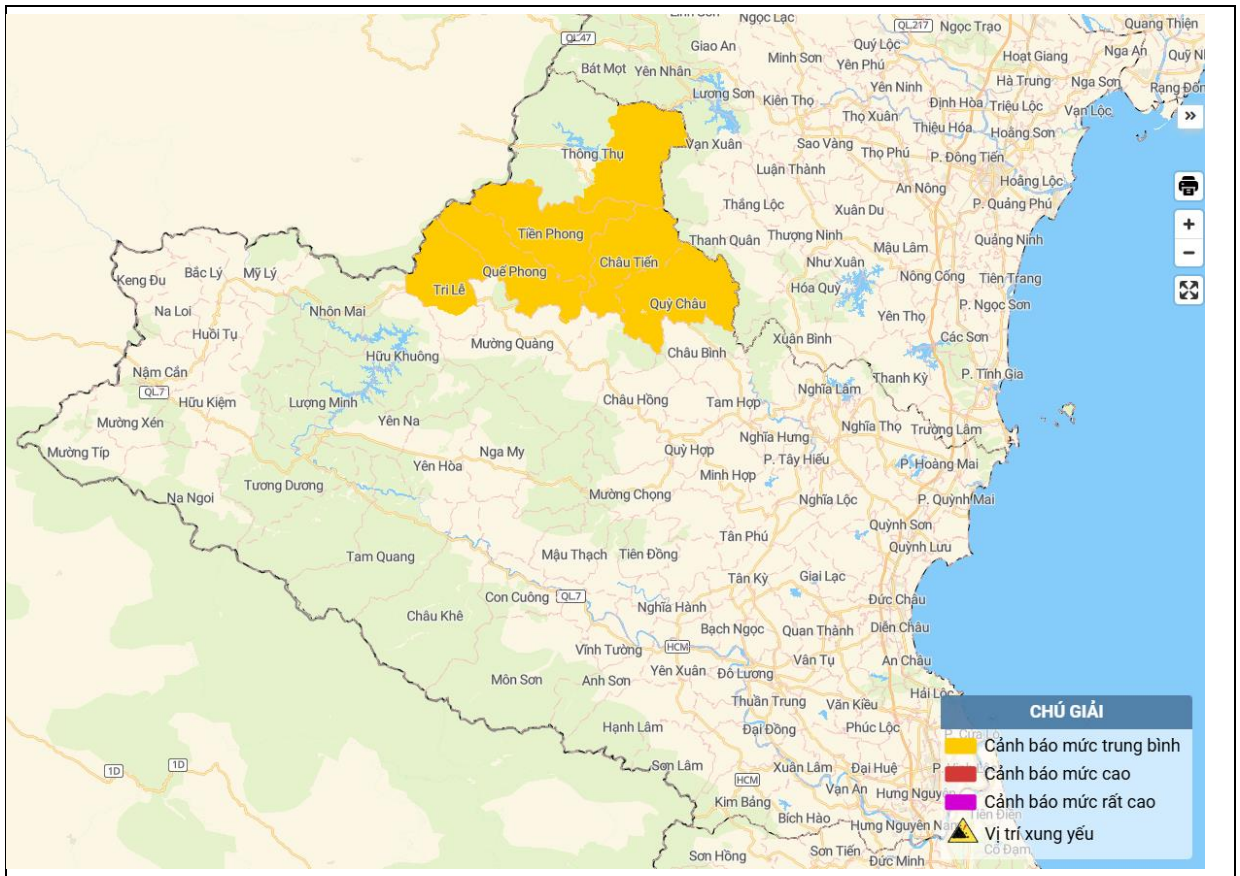 Ngọc Lạc
QL.217
Ngọc Trạo
Quang Thiện
QL.47
Giao An
Quý Lộc
Nga An
Minh Sơn
Yên Phú
Hoạt Giang
Bát Mọt
Yên Nhân
Hà Trung
Nga Sơn
Lương Sơn
Kiên Thọ
Yên Ninh
Định Hòa
Triệu Lộc
Vạn Lộc
Thọ Xuân
Thiệu Hóa
Hoằng Sơn
»
Thông Thụ
Vạn Xuân
Sao Vàng
Thọ Phú
P. Đông Tiến
Luận Thành
An Nông
Hoằng Lộc
Thắng Lộc
Xuân Du
P. Quảng Phú
Tiền Phong
Thanh Quân
Thượng Ninh
Mậu Lâm
Quảng Ninh
+
Châu Tiến
Như Xuân
−
Keng Đu
Bắc Lý
Mỹ Lý
Quế Phong
Nông Cống
Tiên Trang
Tri Lễ
Hóa Quỳ
Na Loi
Nhôn Mai
Quỳ Châu
P. Ngọc Sơn
Yên Thọ
Huồi Tụ
Mường Quàng
Xuân Bình
Các Sơn
Hữu Khuông
Châu Bình
Nậm Cắn
Thanh Kỳ
P. Tĩnh Gia
QL.7
Nghĩa Lâm
Hữu Kiệm
Lượng Minh
Châu Hồng
Tam Hợp
Mường Xén
Yên Na
Nghĩa Thọ
Trường Lâm
Nghĩa Hưng
Mường Típ
Nga My
Quỳ Hợp
P. Tây Hiếu
P. Hoàng Mai
Yên Hòa
Minh Hợp
Tương Dương
Na Ngoi
Mường Chọng
Nghĩa Lộc
P. Quỳnh Mai
Quỳnh Sơn
Tân Phú
Quỳnh Lưu
Tam Quang
Mậu Thạch
Tiên Đồng
Tân Kỳ
Giai Lạc
Con Cuông
QL.7
Đức Châu
Châu Khê
Nghĩa Hành
Bạch Ngọc
Quan Thành
Diễn Châu
Vĩnh Tường
HCM
Vân Tụ
An Châu
Yên Xuân
Đô Lương
Môn Sơn
Anh Sơn
Hải Lộc
Thuần Trung
Văn Kiều
CHÚ GIẢI
Hạnh Lâm
Đại Đồng
Phúc Lộc
P. Cửa Lò
Cảnh báo mức trung bình
1D
1D
Sơn Lâm
Xuân Lâm
Đại Huệ
HCM
Cảnh báo mức cao
Vạn An
Hưng Nguyên
Kim Bảng
Cảnh báo mức rất cao
Bích Hào
Tiên Điền
Hưng Nguyên Nam
Vị trí xung yếu
Sơn Hồng
Sơn Tiến
Cổ Đạm
Đức Minh